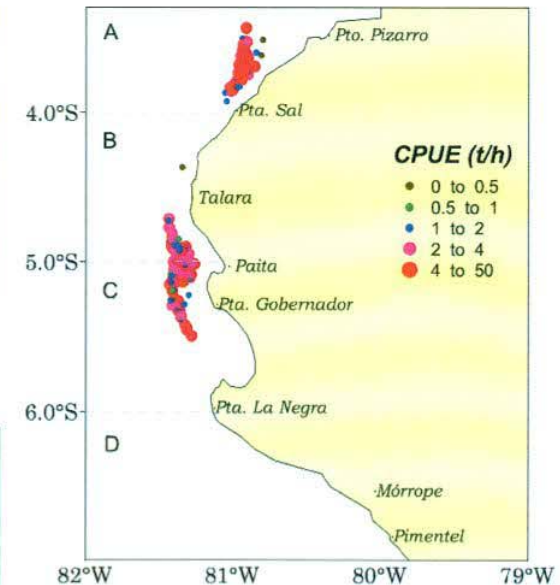 A
Pto. Pizarro
4.0°S
Pta. Sal
B
CPUE (t/h)
0 to 0.5
0.5 to 1
1 to 2
2 to 4
4 to 50
Talara
5.0°S
Paita
C
Pta. Gobernador
6.0°S
Pta. La Negra
D
Mórrope
Pimentel
82°W 81°W 80°W 79°W